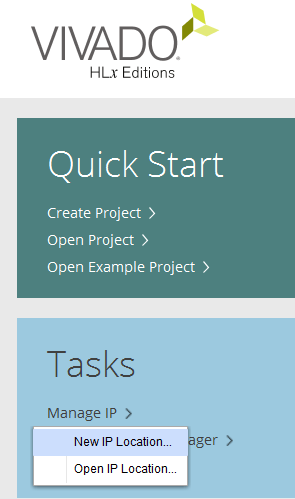 VIVADO
HLx Editions
Quick Start
Create Project
Open Project
Open Example Project
Tasks
Manage IP
New IP Location...
Open IP Location...